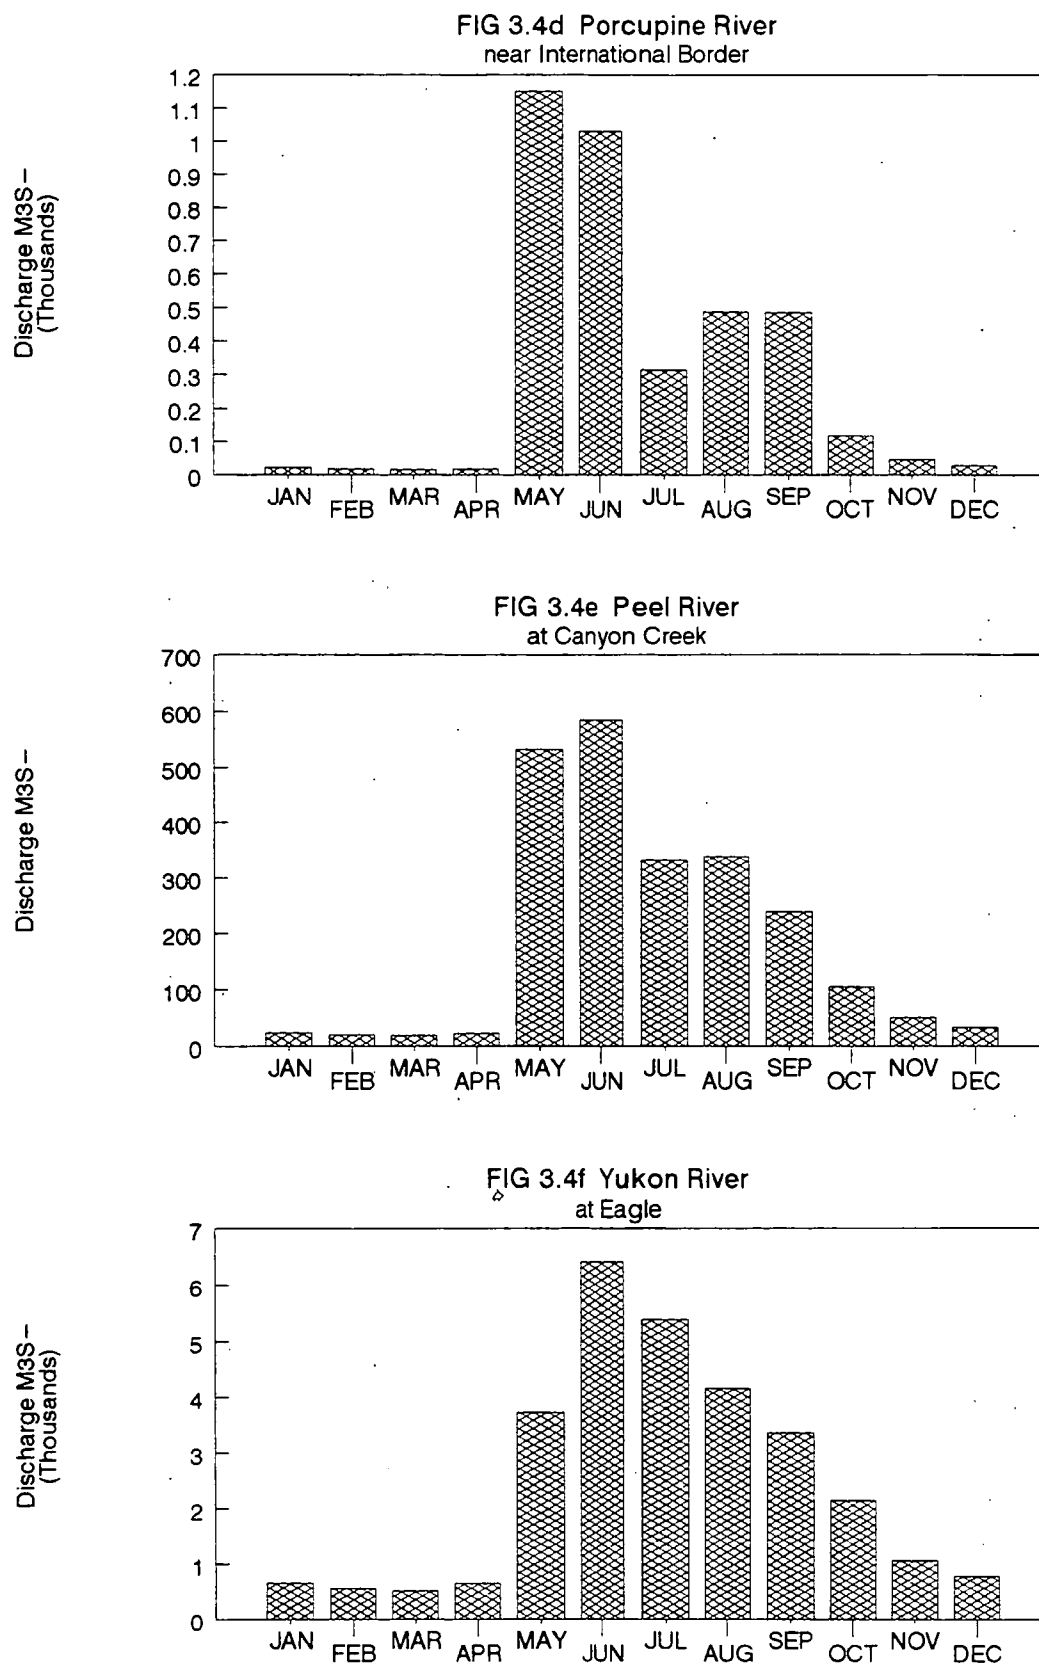 FIG 3.4d Porcupine River
near International Border
Discharge M3S–
(Thousands)
1.2
1.1
1
0.9
0.8
0.7
0.6
0.5
0.4
0.3
0.2
0.1
0
JAN FEB MAR APR MAY JUN JUL AUG SEP OCT NOV DEC
FIG 3.4e Peel River
at Canyon Creek
Discharge M3S–
700
600
500
400
300
200
100
0
JAN FEB MAR APR MAY JUN JUL AUG SEP OCT NOV DEC
FIG 3.4f Yukon River
at Eagle
Discharge M3S–
(Thousands)
7
6
5
4
3
2
1
0
JAN FEB MAR APR MAY JUN JUL AUG SEP OCT NOV DEC